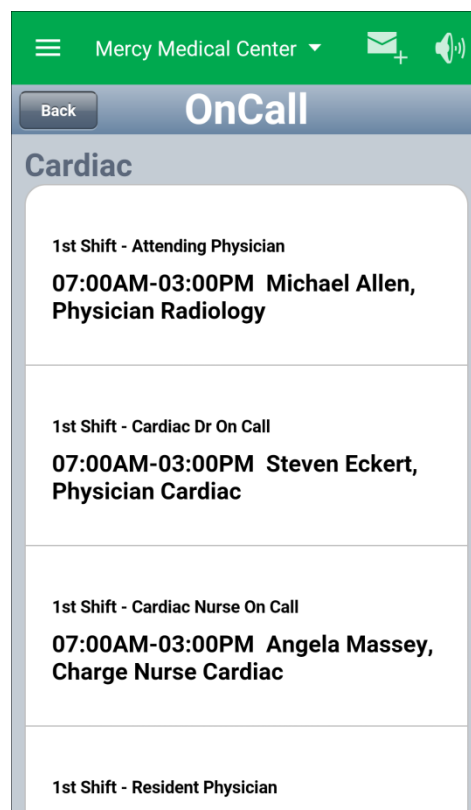 Mercy Medical Center
Back
OnCall
Cardiac
1st Shift - Attending Physician
07:00AM-03:00PM Michael Allen,
Physician Radiology
1st Shift - Cardiac Dr On Call
07:00AM-03:00PM Steven Eckert,
Physician Cardiac
1st Shift - Cardiac Nurse On Call
07:00AM-03:00PM Angela Massey,
Charge Nurse Cardiac
1st Shift - Resident Physician